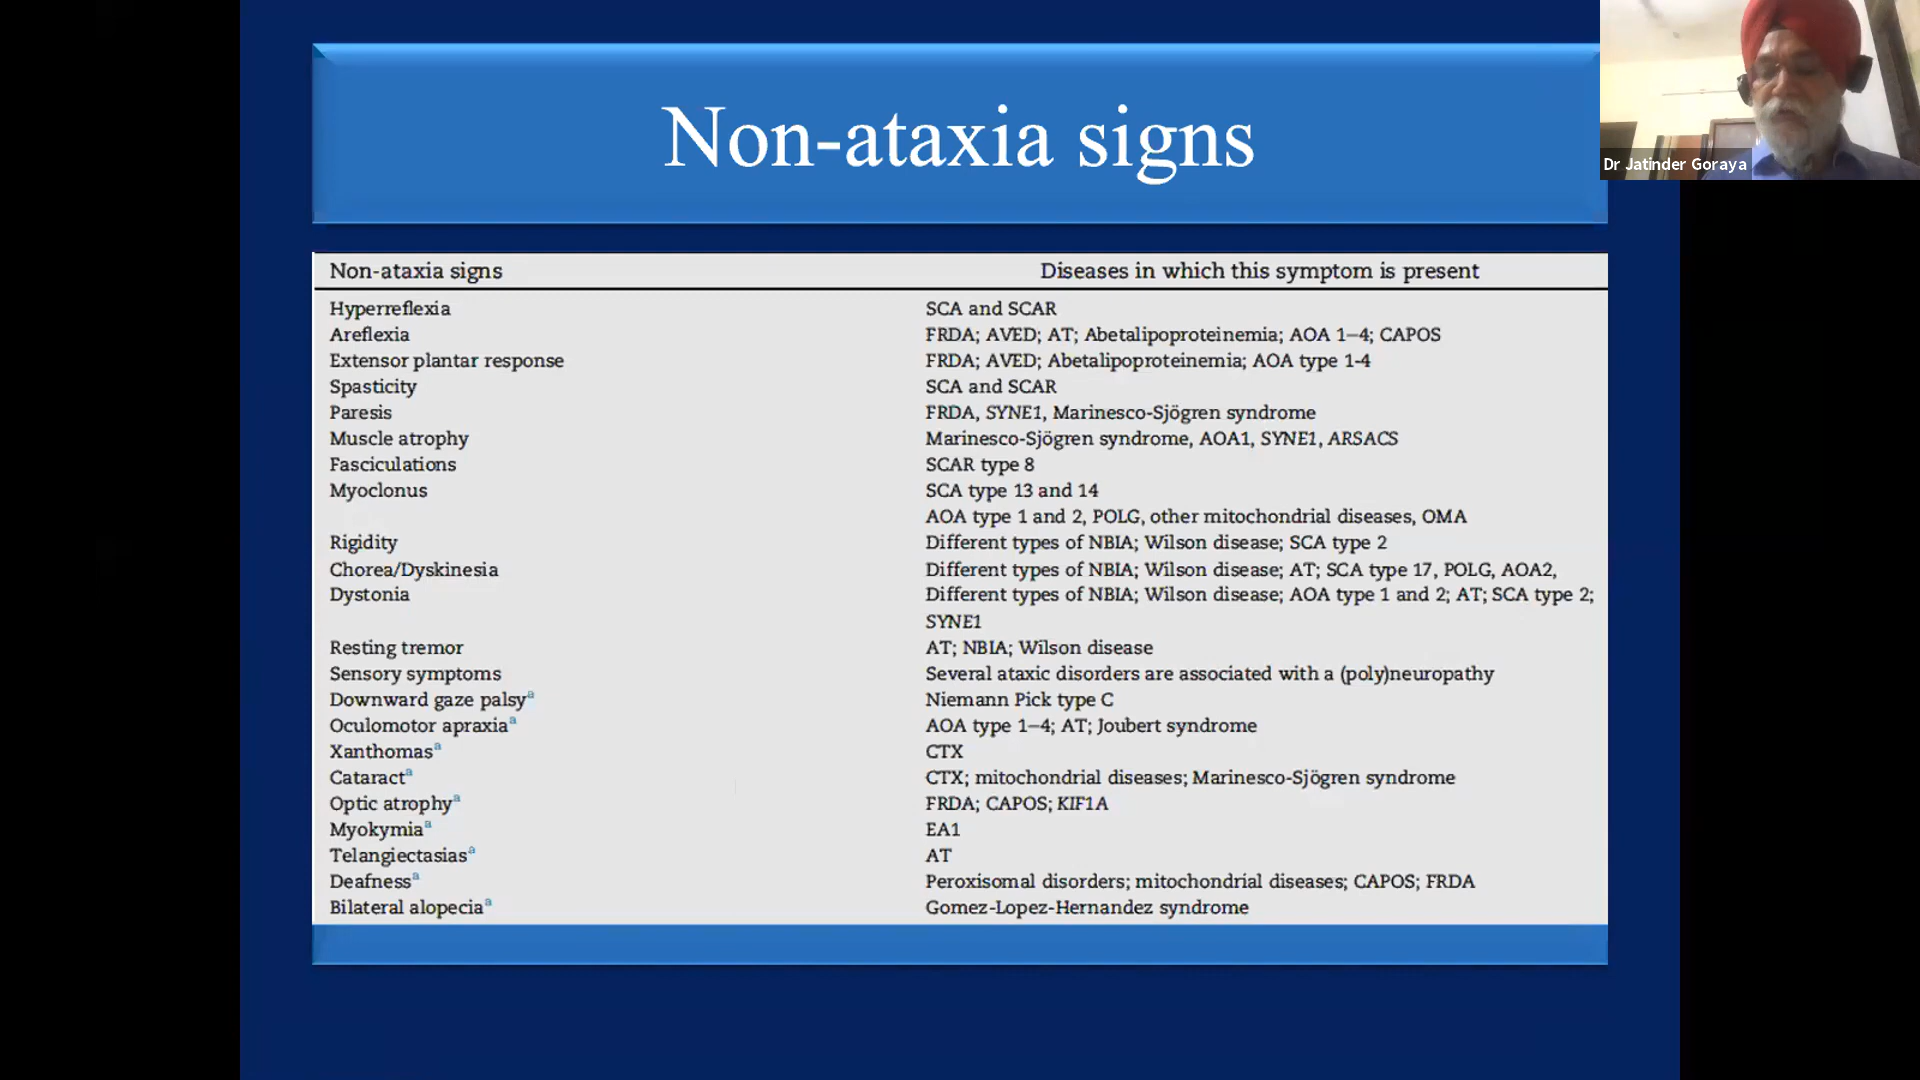 Non-ataxia signs
Dr Jatinder Goraya
Non-ataxia signs Diseases in which this symptom is present
Hyperreflexia SCA and SCAR
Areflexia FRDA; AVED; AT; Abetalipoproteinemia; AOA 1–4; CAPOS
Extensor plantar response FRDA; AVED; Abetalipoproteinemia; AOA type 1-4
Spasticity SCA and SCAR
Paresis FRDA, SYNE1, Marinesco-Sjögren syndrome
Muscle atrophy Marinesco-Sjögren syndrome, AOA1, SYNE1, ARSACS
Fasciculations SCAR type 8
Myoclonus SCA type 13 and 14
AOA type 1 and 2, POLG, other mitochondrial diseases, OMA
Rigidity Different types of NBIA; Wilson disease; SCA type 2
Chorea/Dyskinesia Different types of NBIA; Wilson disease; AT; SCA type 17, POLG, AOA2,
Dystonia Different types of NBIA; Wilson disease; AOA type 1 and 2; AT; SCA type 2;
SYNE1
Resting tremor AT; NBIA; Wilson disease
Sensory symptoms Several ataxic disorders are associated with a (poly)neuropathy
Downward gaze palsyᵃ Niemann Pick type C
Oculomotor apraxiaᵃ AOA type 1–4; AT; Joubert syndrome
Xanthomasᵃ CTX
Cataractᵃ CTX; mitochondrial diseases; Marinesco-Sjögren syndrome
Optic atrophyᵃ FRDA; CAPOS; KIF1A
Myokymiaᵃ EA1
Telangiectasiasᵃ AT
Deafnessᵃ Peroxisomal disorders; mitochondrial diseases; CAPOS; FRDA
Bilateral alopeciaᵃ Gomez-Lopez-Hernandez syndrome